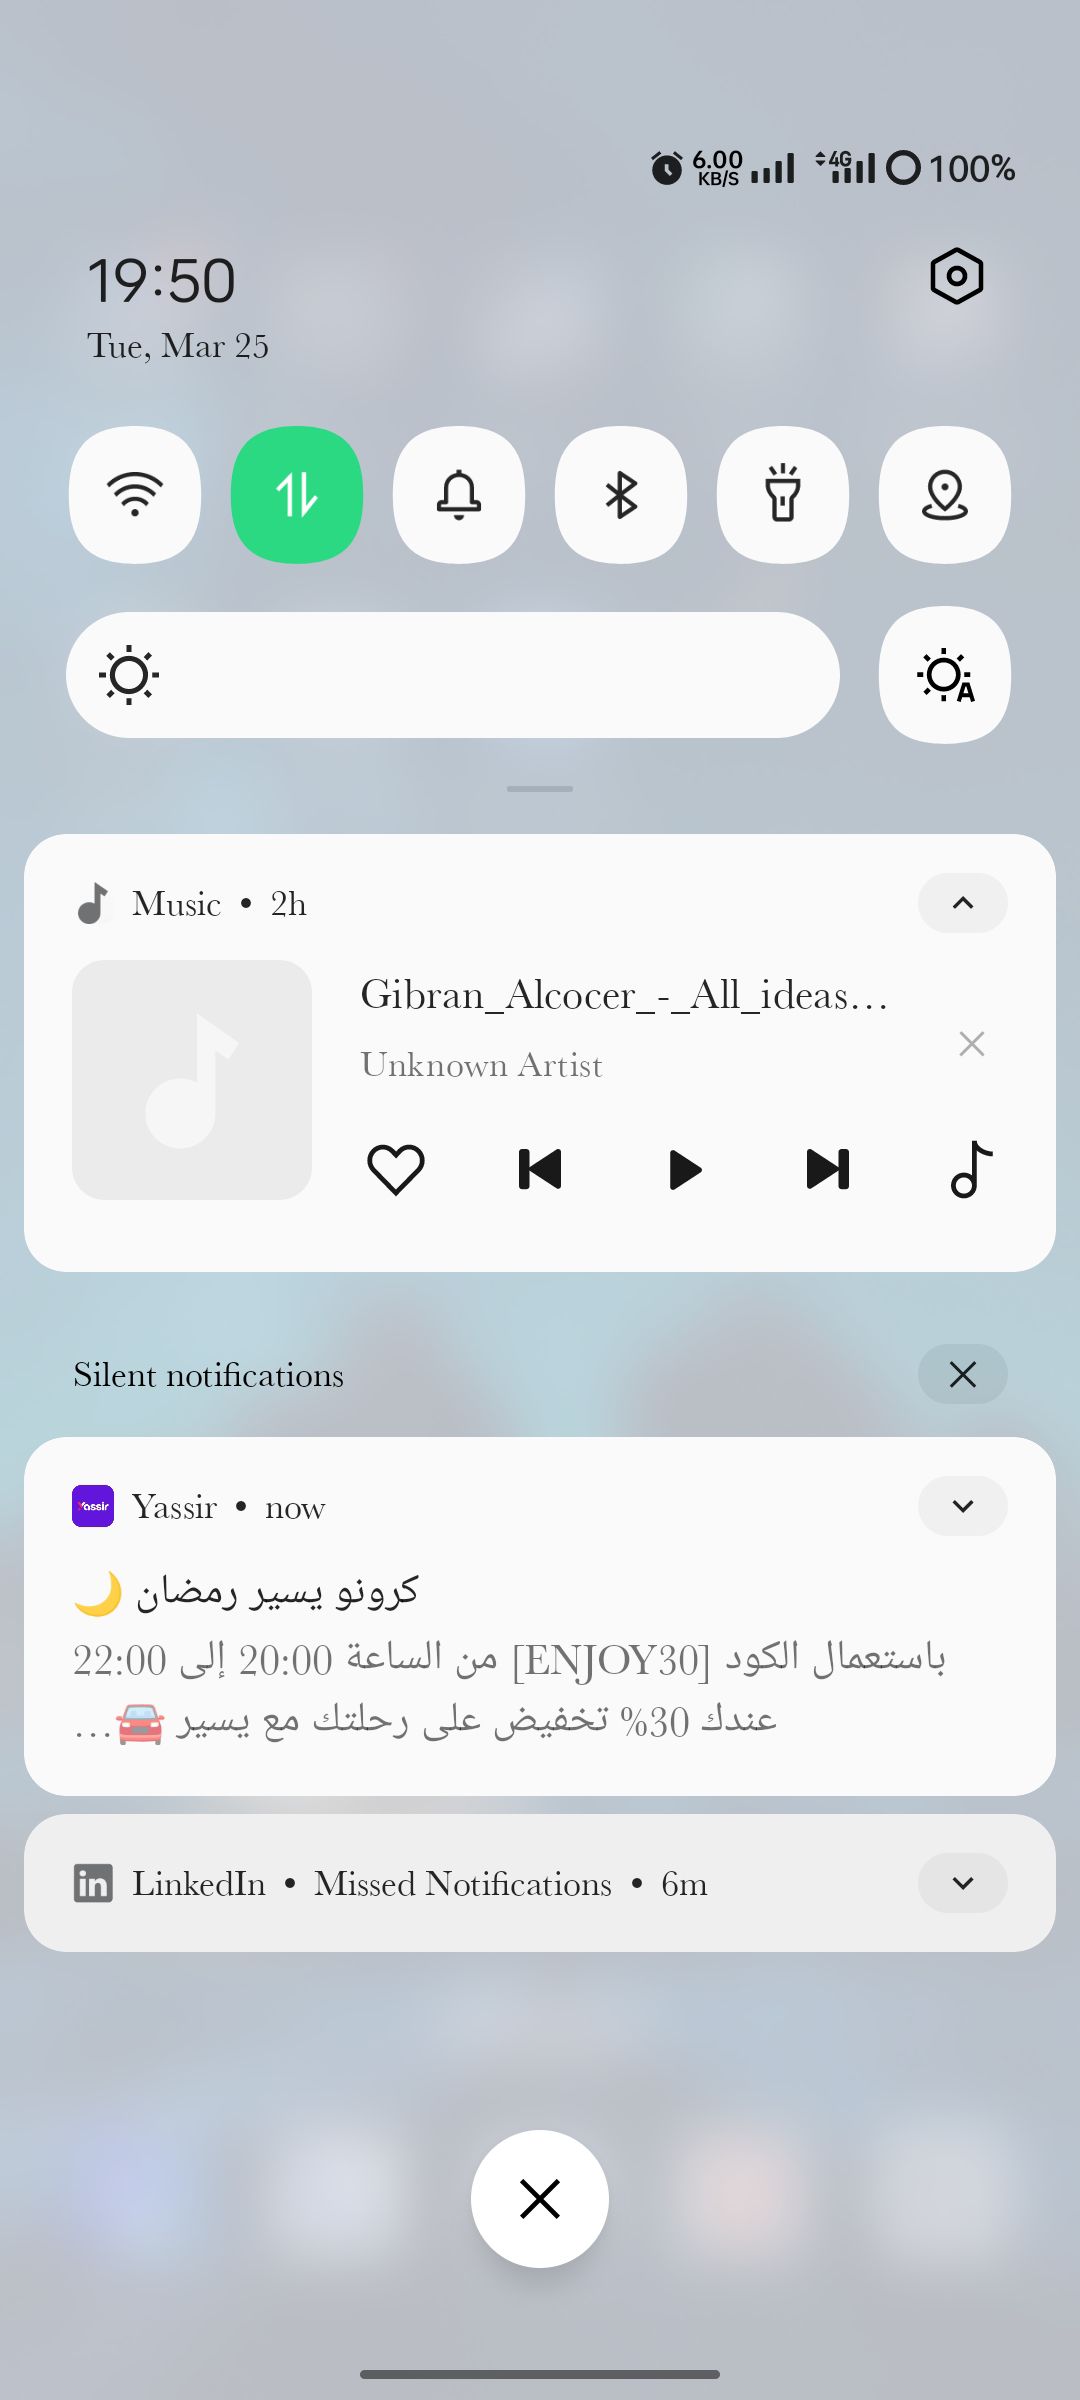 6.00 KB/S 4G 100%
19:50
Tue, Mar 25
A
Music • 2h
Gibran_Alcocer_-_All_ideas...
Unknown Artist
Silent notifications
Yassir Yassir • now
كرونو يسير رمضان 🌙
باستعمال الكود [ENJOY30] من الساعة 20:00 إلى 22:00
عندك 30% تخفيض على رحلتك مع يسير 🚘...
in LinkedIn • Missed Notifications • 6m